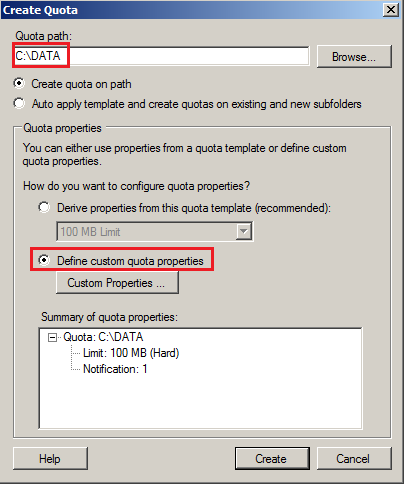 Create Quota
Quota path:
C:\DATA
Browse...
Create quota on path
Auto apply template and create quotas on existing and new subfolders
Quota properties
You can either use properties from a quota template or define custom
quota properties.
How do you want to configure quota properties?
Derive properties from this quota template (recommended):
100 MB Limit
Define custom quota properties
Custom Properties ...
Summary of quota properties:
Quota: C:\DATA
Limit: 100 MB (Hard)
Notification: 1
Help
Create
Cancel